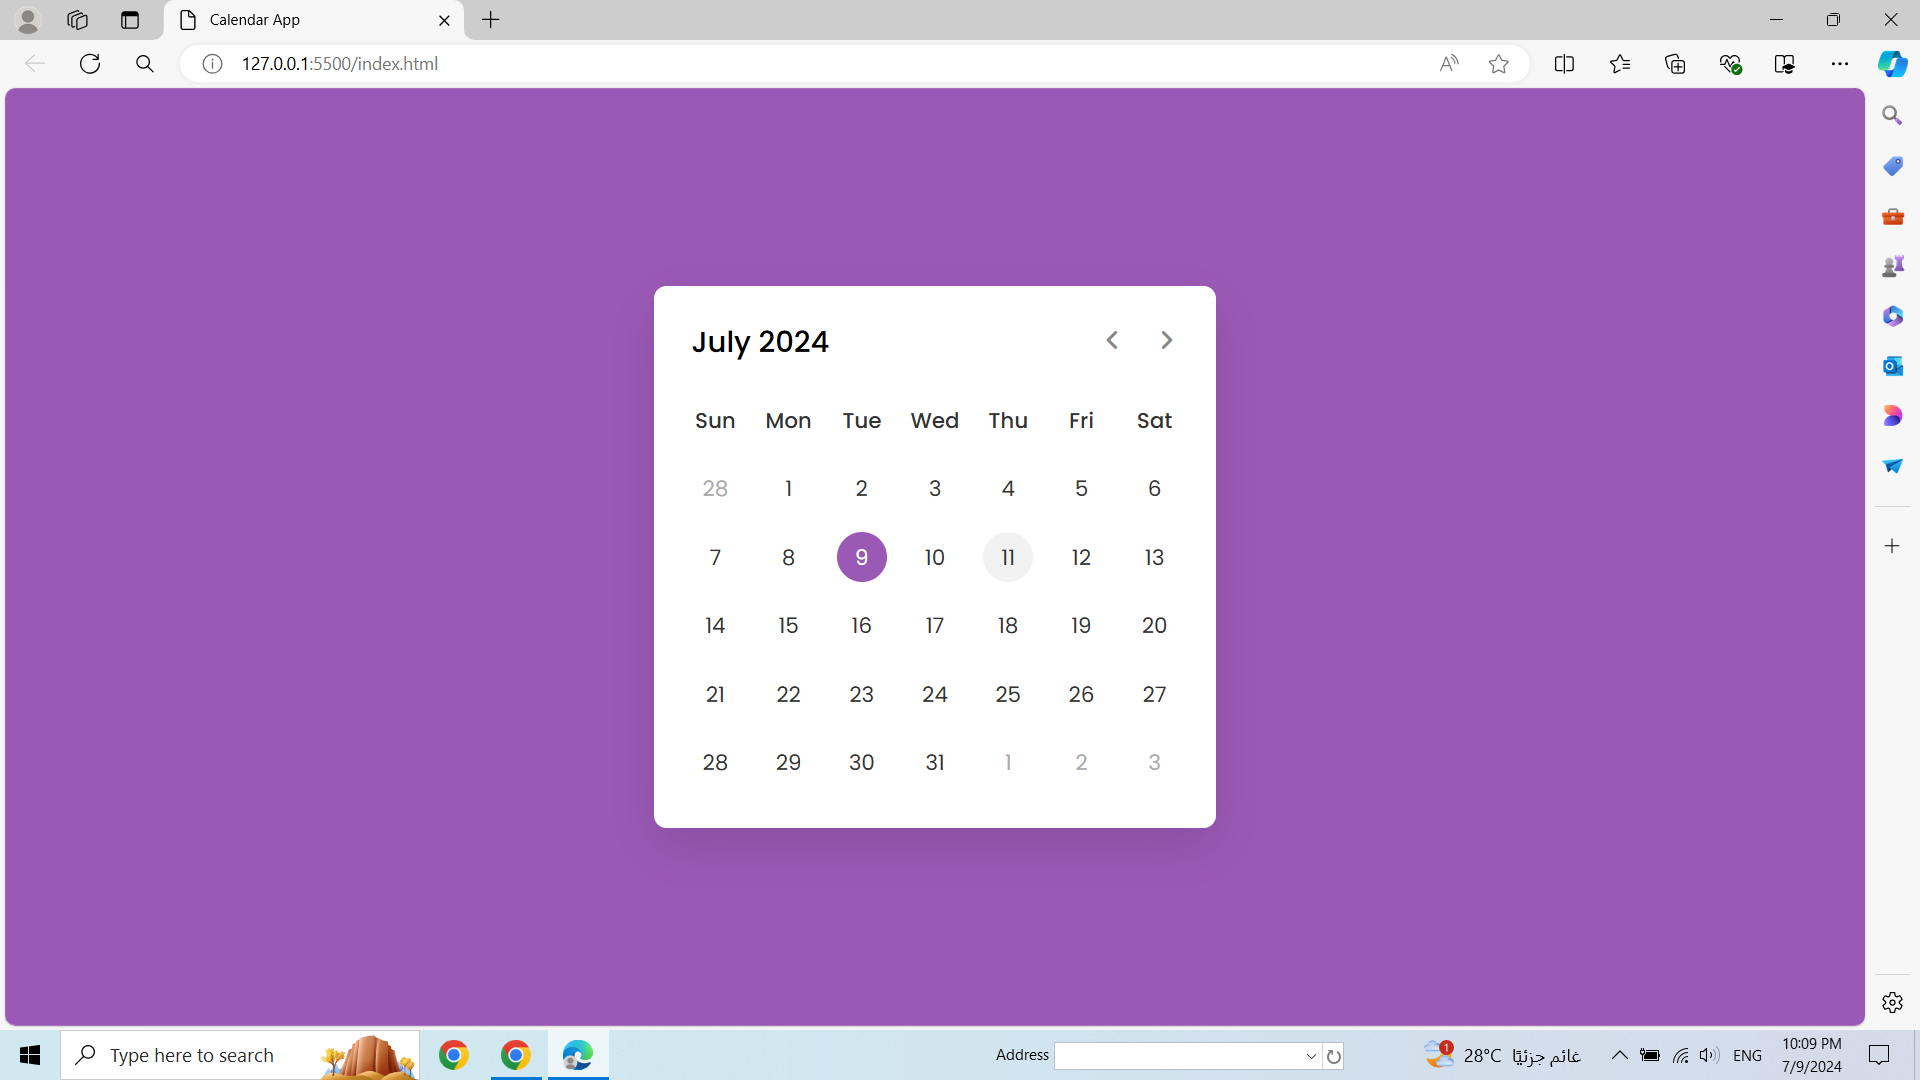 Calendar App
127.0.0.1:5500/index.html
July 2024
Sun Mon Tue Wed Thu Fri Sat
28 1 2 3 4 5 6
7 8 9 10 11 12 13
14 15 16 17 18 19 20
21 22 23 24 25 26 27
28 29 30 31 1 2 3
Type here to search
Address
1
28°C غائم جزئيًا
ENG
10:09 PM
7/9/2024